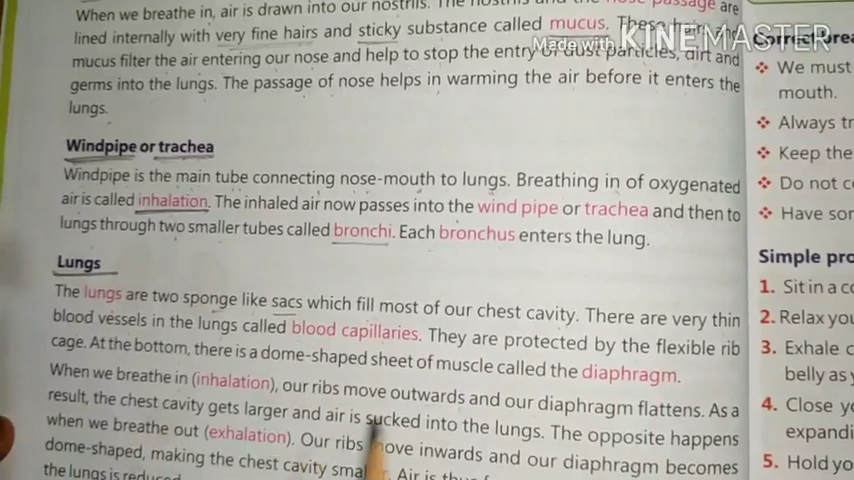 passage are
When we breathe in, air is drawn into our nostrils. The nostrils
lined internally with very fine hairs and sticky substance called mucus. These
Made with KINEMASTER
mucus filter the air entering our nose and help to stop the entry of dust particles, dirt and
germs into the lungs. The passage of nose helps in warming the air before it enters the
lungs.
Windpipe or trachea
Windpipe is the main tube connecting nose-mouth to lungs. Breathing in of oxygenated
air is called inhalation. The inhaled air now passes into the wind pipe or trachea and then to
lungs through two smaller tubes called bronchi. Each bronchus enters the lung.
Lungs
The lungs are two sponge like sacs which fill most of our chest cavity. There are very thin
blood vessels in the lungs called blood capillaries. They are protected by the flexible rib
cage. At the bottom, there is a dome-shaped sheet of muscle called the diaphragm.
When we breathe in (inhalation), our ribs move outwards and our diaphragm flattens. As a
result, the chest cavity gets larger and air is sucked into the lungs. The opposite happens
when we breathe out (exhalation). Our ribs move inwards and our diaphragm becomes
dome-shaped, making the chest cavity Air is
the lungs is
Correct
❖ We must
mouth.
❖ Always
❖ Keep the
❖ Do not
❖ Have
Simple
1. Sit in a
2. Relax
3. Exhale
belly as
4. Close
5. Hold